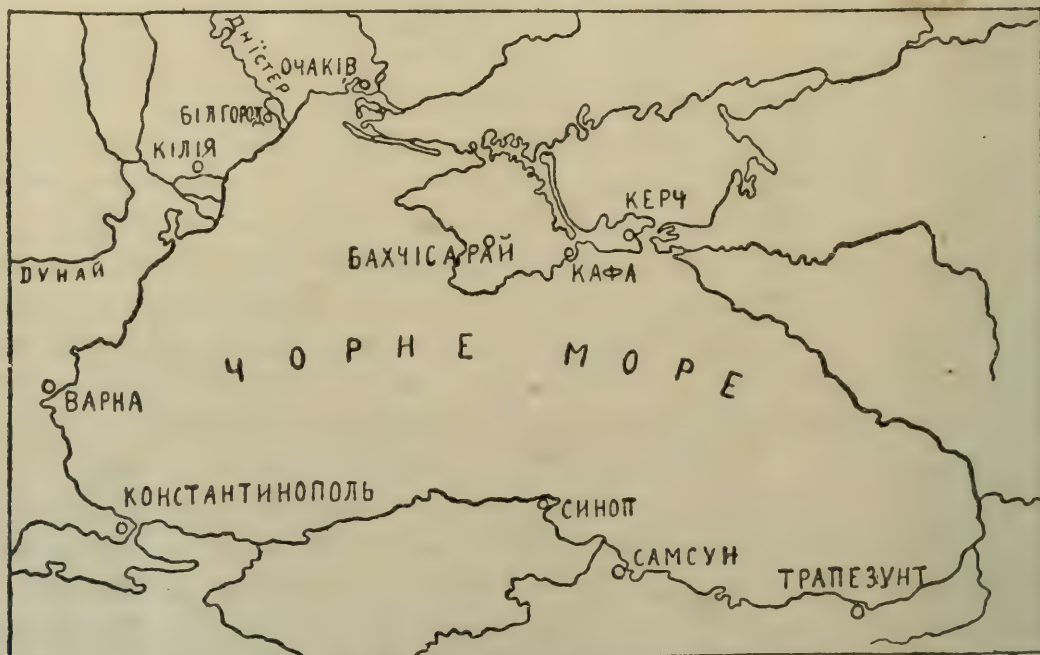 ДНІСТЕР
ОЧАКІВ
БІЛГОРОД
КІЛІЯ
КЕРЧ
БАХЧІСАРАЙ
КАФА
DУНАЙ
ЧОРНЕ МОРЕ
ВАРНА
КОНСТАНТИНОПОЛЬ
СИНОП
САМСУН
ТРАПЕЗУНТ